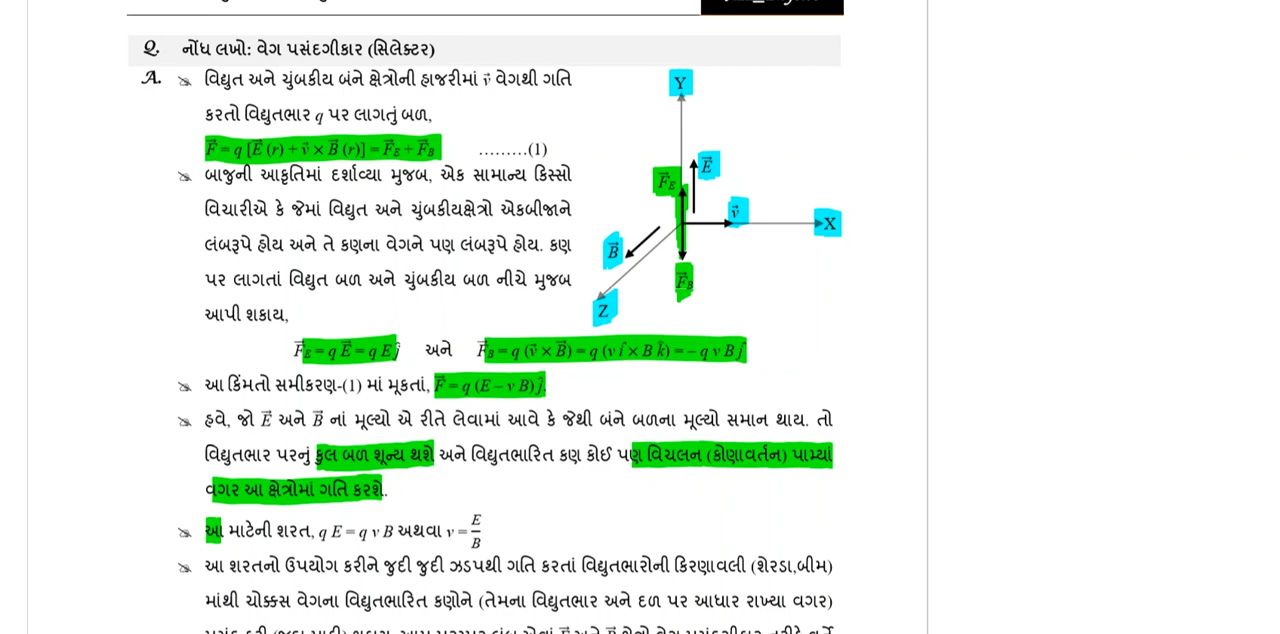 Q. નોંધ લખો: વેગ પસંદગીકાર (સિલેક્ટર)
A. વિદ્યુત અને ચુંબકીય બંને ક્ષેત્રોની હાજરીમાં v⃗ વેગથી ગતિ
કરતો વિદ્યુતભાર q પર લાગતું બળ,
F⃗ = q [E⃗ (r) + v⃗ × B⃗ (r)] = F⃗E + F⃗B .........(1)
બાજુની આકૃતિમાં દર્શાવ્યા મુજબ, એક સામાન્ય કિસ્સો
વિચારીએ કે જેમાં વિદ્યુત અને ચુંબકીયક્ષેત્રો એકબીજાને
લંબરૂપે હોય અને તે કણના વેગને પણ લંબરૂપે હોય. કણ
પર લાગતાં વિદ્યુત બળ અને ચુંબકીય બળ નીચે મુજબ
આપી શકાય,
Y
E⃗
F⃗E
v⃗
X
B⃗
F⃗B
Z
F⃗E = q E⃗ = q E ĵ અને F⃗B = q (v⃗ × B⃗) = q (v î × B k̂) = – q v B ĵ
આ કિંમતો સમીકરણ-(1) માં મૂકતાં, F⃗ = q (E – v B) ĵ.
હવે, જો E⃗ અને B⃗ નાં મૂલ્યો એ રીતે લેવામાં આવે કે જેથી બંને બળના મૂલ્યો સમાન થાય. તો
વિદ્યુતભાર પરનું કુલ બળ શૂન્ય થશે અને વિદ્યુતભારિત કણ કોઈ પણ વિચલન (કોણાવર્તન) પામ્યાં
વગર આ ક્ષેત્રોમાં ગતિ કરશે.
આ માટેની શરત, q E = q v B અથવા v = E/B
આ શરતનો ઉપયોગ કરીને જુદી જુદી ઝડપથી ગતિ કરતાં વિદ્યુતભારોની કિરણાવલી (શેરડા,બીમ)
માંથી ચોક્કસ વેગના વિદ્યુતભારિત કણોને (તેમના વિદ્યુતભાર અને દળ પર આધાર રાખ્યા વગર)